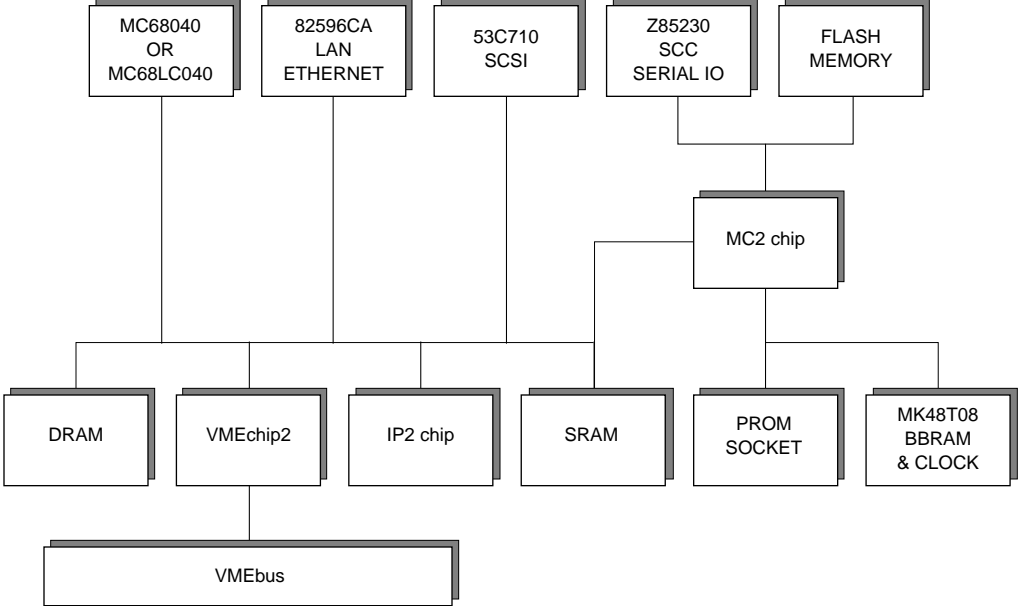 MC68040
OR
MC68LC040
82596CA
LAN
ETHERNET
53C710
SCSI
Z85230
SCC
SERIAL IO
FLASH
MEMORY
MC2 chip
DRAM
VMEchip2
IP2 chip
SRAM
PROM
SOCKET
MK48T08
BBRAM
& CLOCK
VMEbus